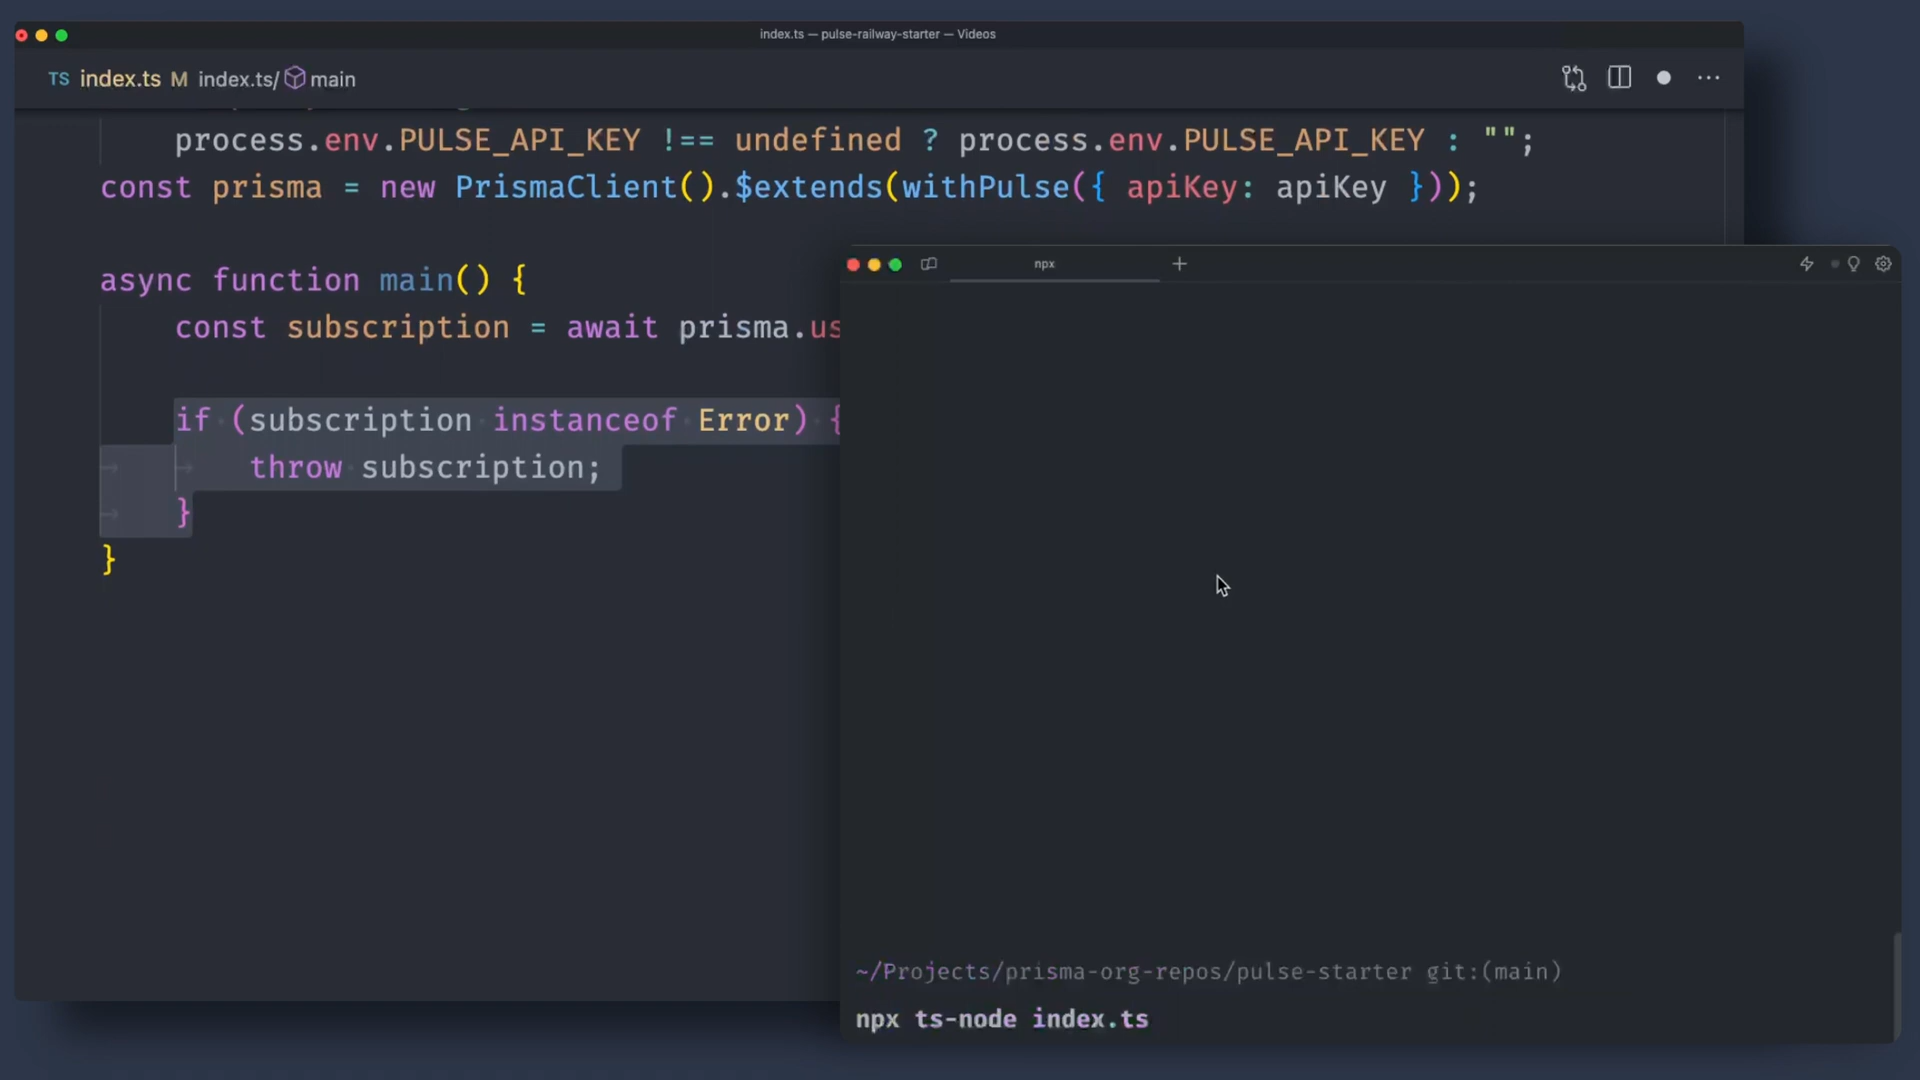 index.ts — pulse-railway-starter — Videos
TS index.ts M index.ts/ main
process.env.PULSE_API_KEY !== undefined ? process.env.PULSE_API_KEY : "";
const prisma = new PrismaClient().$extends(withPulse({ apiKey: apiKey }));
async function main() {
const subscription = await prisma.us
if (subscription instanceof Error) {
throw subscription;
}
}
npx
~/Projects/prisma-org-repos/pulse-starter git:(main)
npx ts-node index.ts